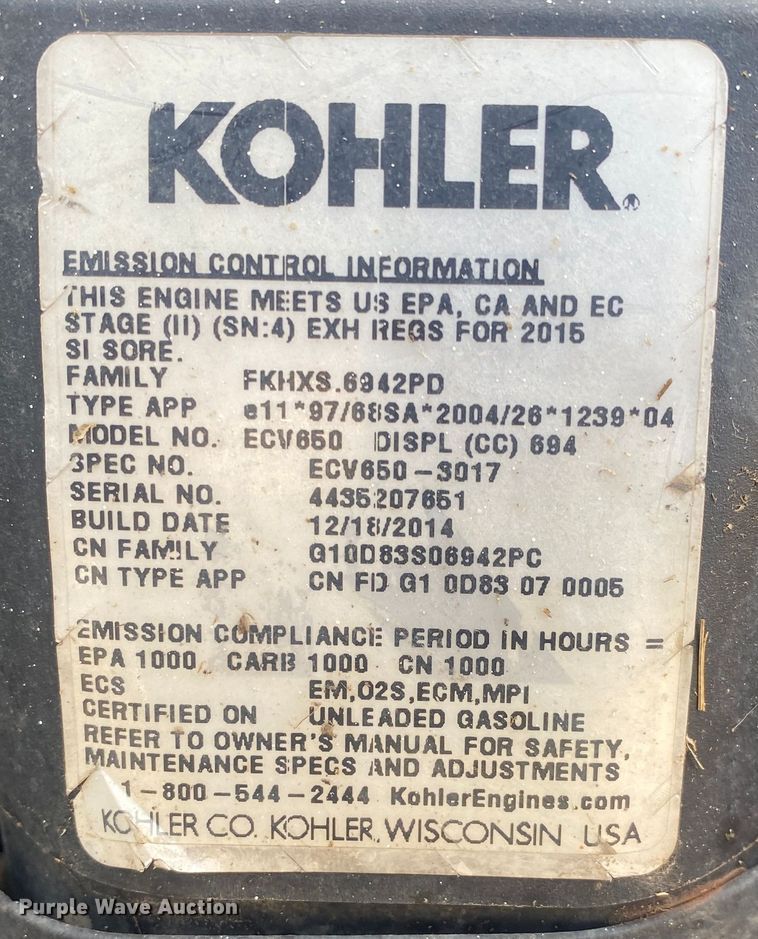 KOHLER.
EMISSION CONTROL INFORMATION
THIS ENGINE MEETS US EPA, CA AND EC
STAGE (II) (SN:4) EXH REGS FOR 2015
SI SORE.
FAMILY FKHXS.6942PD
TYPE APP e11*97/68SA*2004/26*1239*04
MODEL NO. ECV650 DISPL (CC) 694
SPEC NO. ECV650-3017
SERIAL NO. 4435207651
BUILD DATE 12/18/2014
CN FAMILY G10D83S06942PC
CN TYPE APP CN FD G1 0D83 07 0005
EMISSION COMPLIANCE PERIOD IN HOURS =
EPA 1000 CARB 1000 CN 1000
ECS EM,O2S,ECM,MPI
CERTIFIED ON UNLEADED GASOLINE
REFER TO OWNER'S MANUAL FOR SAFETY,
MAINTENANCE SPECS AND ADJUSTMENTS
1-800-544-2444 KohlerEngines.com
KOHLER CO. KOHLER, WISCONSIN USA
Purple Wave Auction